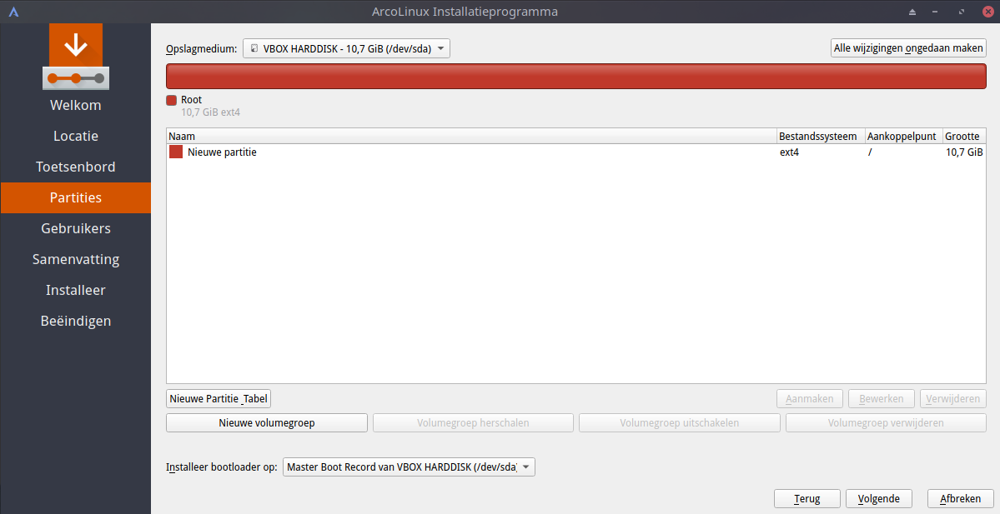 ArcoLinux Installatieprogramma
Welkom
Locatie
Toetsenbord
Partities
Gebruikers
Samenvatting
Installeer
Beëindigen
Opslagmedium: VBOX HARDDISK - 10,7 GiB (/dev/sda) Alle wijzigingen ongedaan maken
Root
10,7 GiB ext4
Naam Bestandssysteem Aankoppelpunt Grootte
Nieuwe partitie ext4 / 10,7 GiB
Nieuwe Partitie _Tabel Aanmaken Bewerken Verwijderen
Nieuwe volumegroep Volumegroep herschalen Volumegroep uitschakelen Volumegroep verwijderen
Installeer bootloader op: Master Boot Record van VBOX HARDDISK (/dev/sda)
Terug Volgende Afbreken